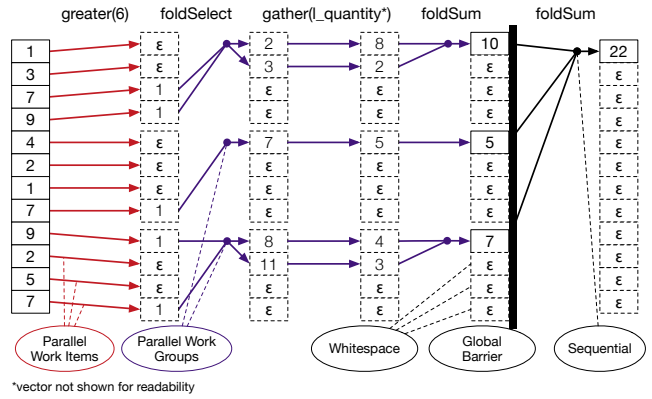 greater(6) foldSelect gather(l_quantity*) foldSum foldSum
1 ε 2 8 10 22
3 ε 3 2 ε ε
7 1 ε ε ε ε
9 1 ε ε ε ε
4 ε 7 5 5 ε
2 ε ε ε ε ε
1 ε ε ε ε ε
7 1 ε ε ε ε
9 1 8 4 7 ε
2 ε 11 3 ε ε
5 ε ε ε ε ε
7 1 ε ε ε ε
Parallel Work Items
Parallel Work Groups
Whitespace
Global Barrier
Sequential
*vector not shown for readability